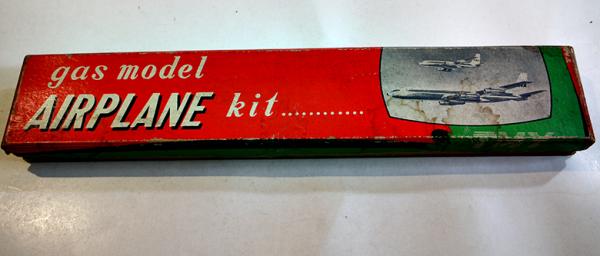 gas model
AIRPLANE kit............